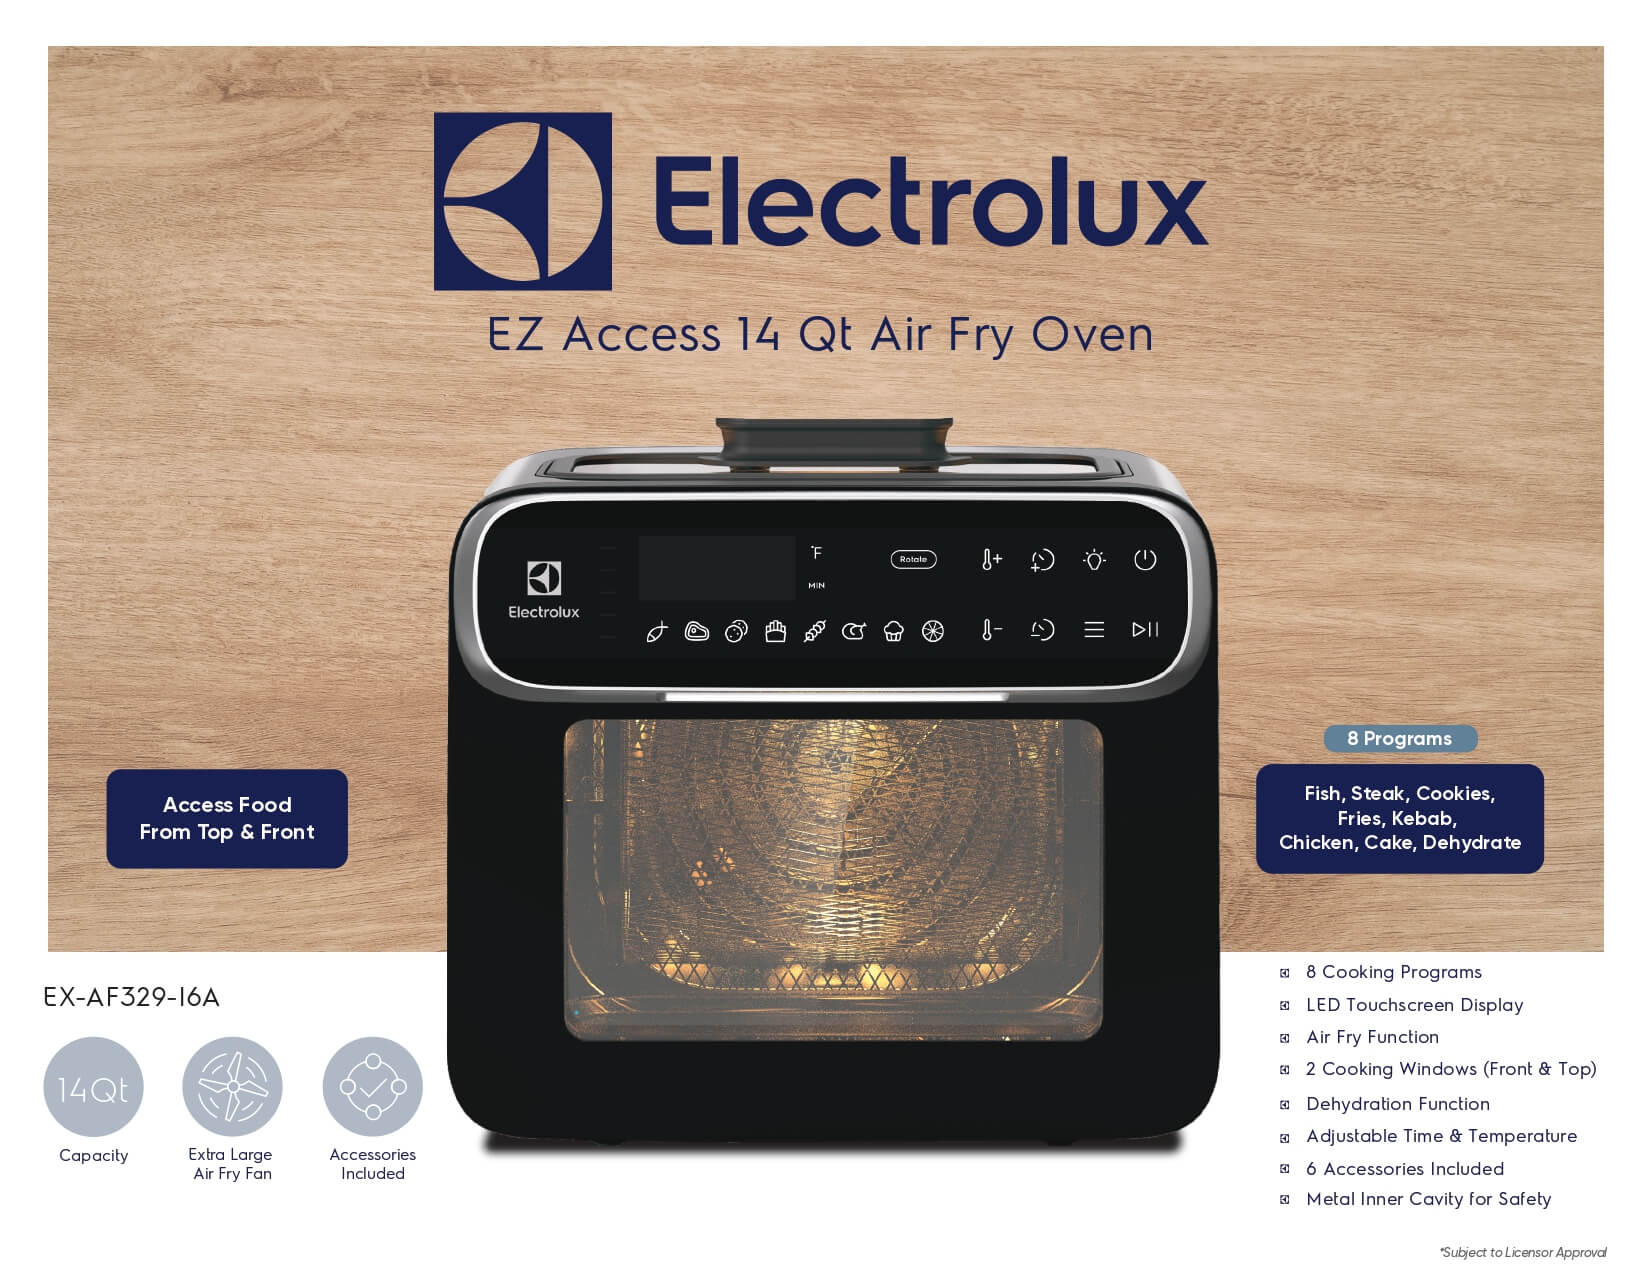 Electrolux
EZ Access 14 Qt Air Fry Oven
°F
MIN
Rotate
Electrolux
Access Food
From Top & Front
8 Programs
Fish, Steak, Cookies,
Fries, Kebab,
Chicken, Cake, Dehydrate
EX-AF329-16A
14Qt
Capacity
Extra Large
Air Fry Fan
Accessories
Included
8 Cooking Programs
LED Touchscreen Display
Air Fry Function
2 Cooking Windows (Front & Top)
Dehydration Function
Adjustable Time & Temperature
6 Accessories Included
Metal Inner Cavity for Safety
*Subject to Licensor Approval